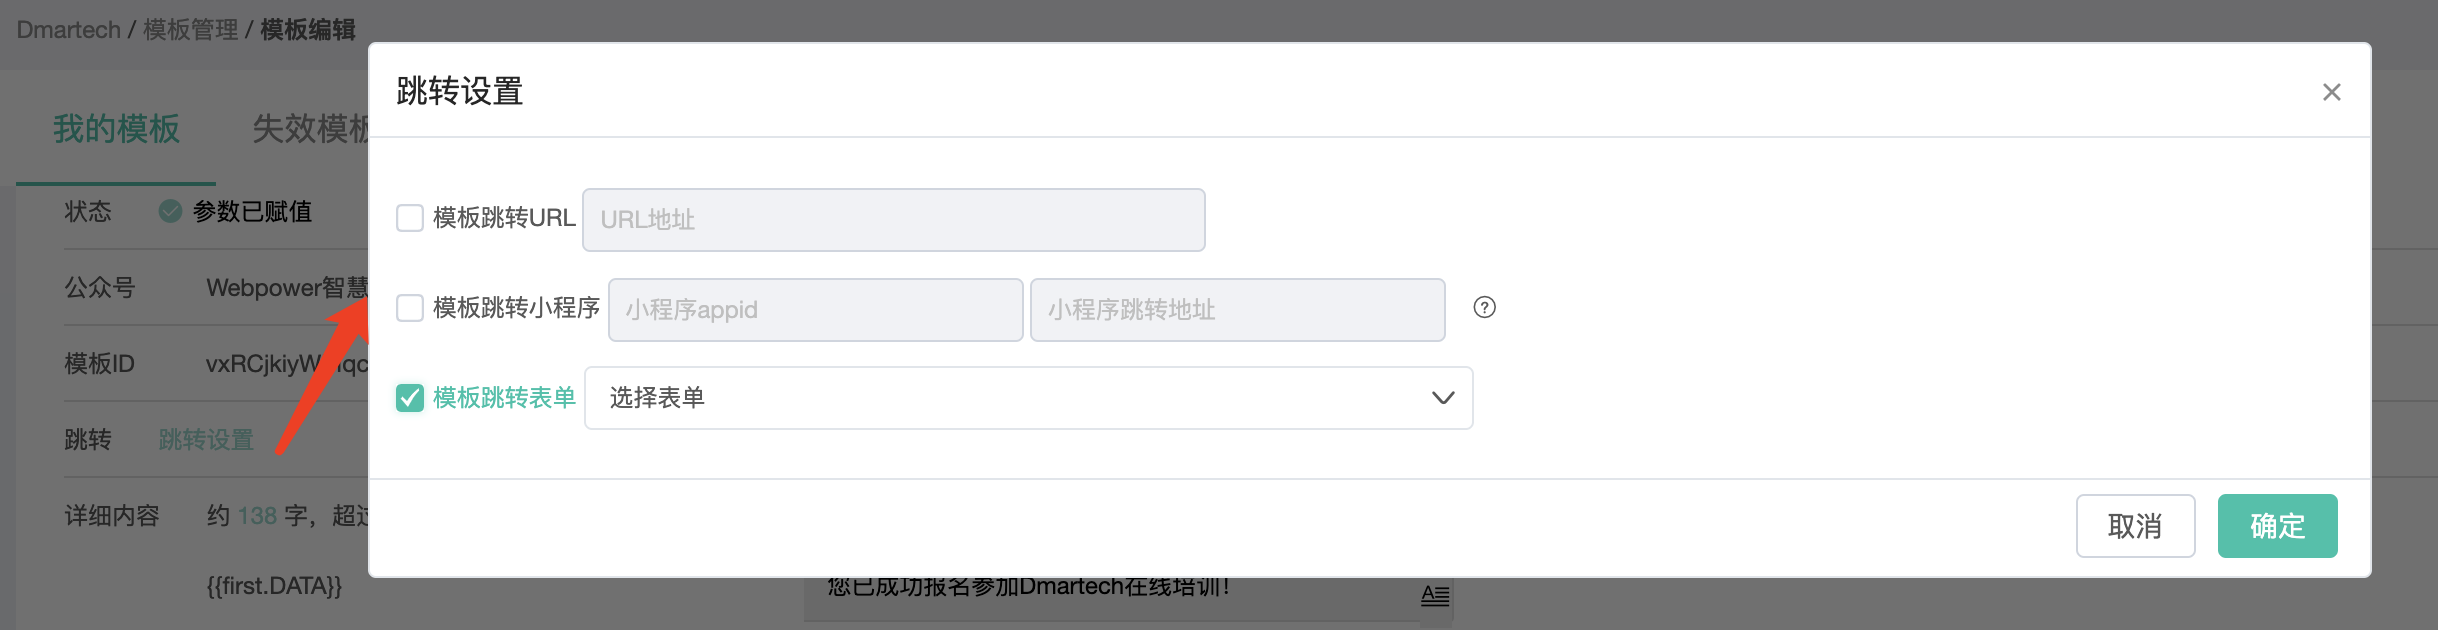 Dmartech / 模板管理 / 模板编辑
跳转设置
我的模板 失效模板
模板跳转URL URL地址
状态 参数已赋值
公众号 Webpower智慧
模板跳转小程序 小程序appid 小程序跳转地址
模板ID vxRCjkiyW
模板跳转表单 选择表单
跳转 跳转设置
详细内容 约 138 字，超过
取消 确定
{{first.DATA}} 您已成功报名参加Dmartech在线培训！